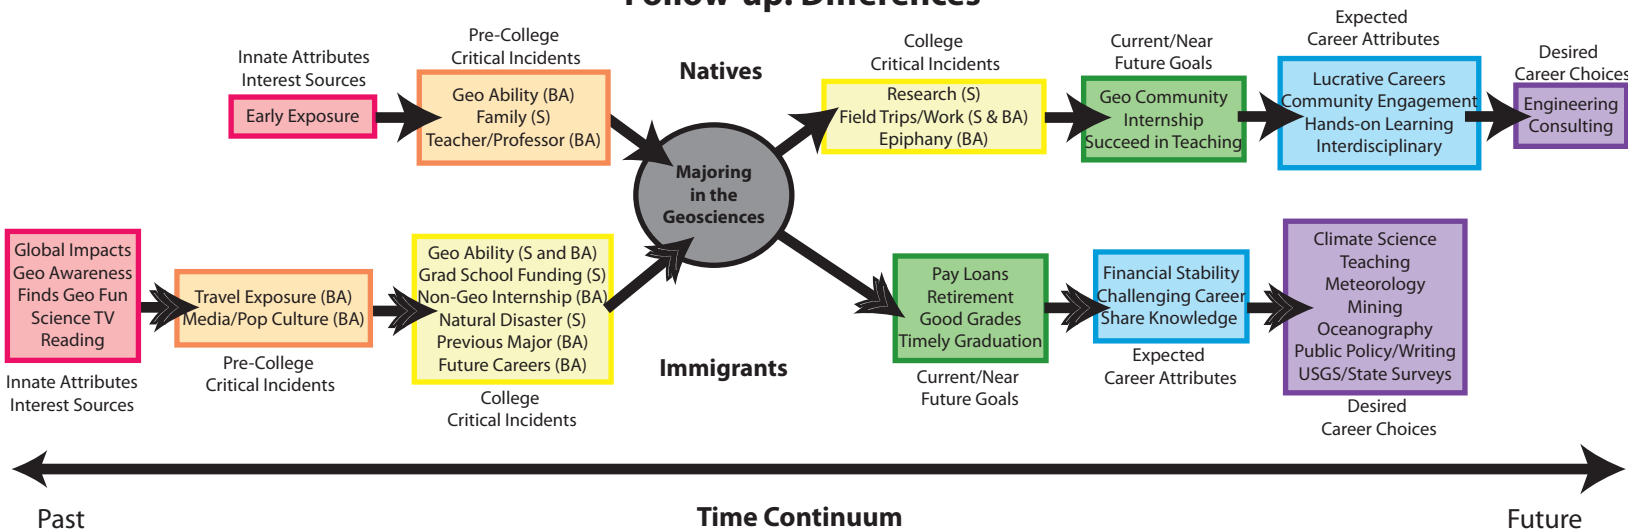 Follow-up: Differences
Innate Attributes
Interest Sources
Early Exposure
Pre-College
Critical Incidents
Geo Ability (BA)
Family (S)
Teacher/Professor (BA)
Natives
Majoring
in the
Geosciences
College
Critical Incidents
Research (S)
Field Trips/Work (S & BA)
Epiphany (BA)
Current/Near
Future Goals
Geo Community
Internship
Succeed in Teaching
Expected
Career Attributes
Lucrative Careers
Community Engagement
Hands-on Learning
Interdisciplinary
Desired
Career Choices
Engineering
Consulting
Global Impacts
Geo Awareness
Finds Geo Fun
Science TV
Reading
Innate Attributes
Interest Sources
Travel Exposure (BA)
Media/Pop Culture (BA)
Pre-College
Critical Incidents
Geo Ability (S and BA)
Grad School Funding (S)
Non-Geo Internship (BA)
Natural Disaster (S)
Previous Major (BA)
Future Careers (BA)
College
Critical Incidents
Immigrants
Pay Loans
Retirement
Good Grades
Timely Graduation
Current/Near
Future Goals
Financial Stability
Challenging Career
Share Knowledge
Expected
Career Attributes
Climate Science
Teaching
Meteorology
Mining
Oceanography
Public Policy/Writing
USGS/State Surveys
Desired
Career Choices
Past
Time Continuum
Future